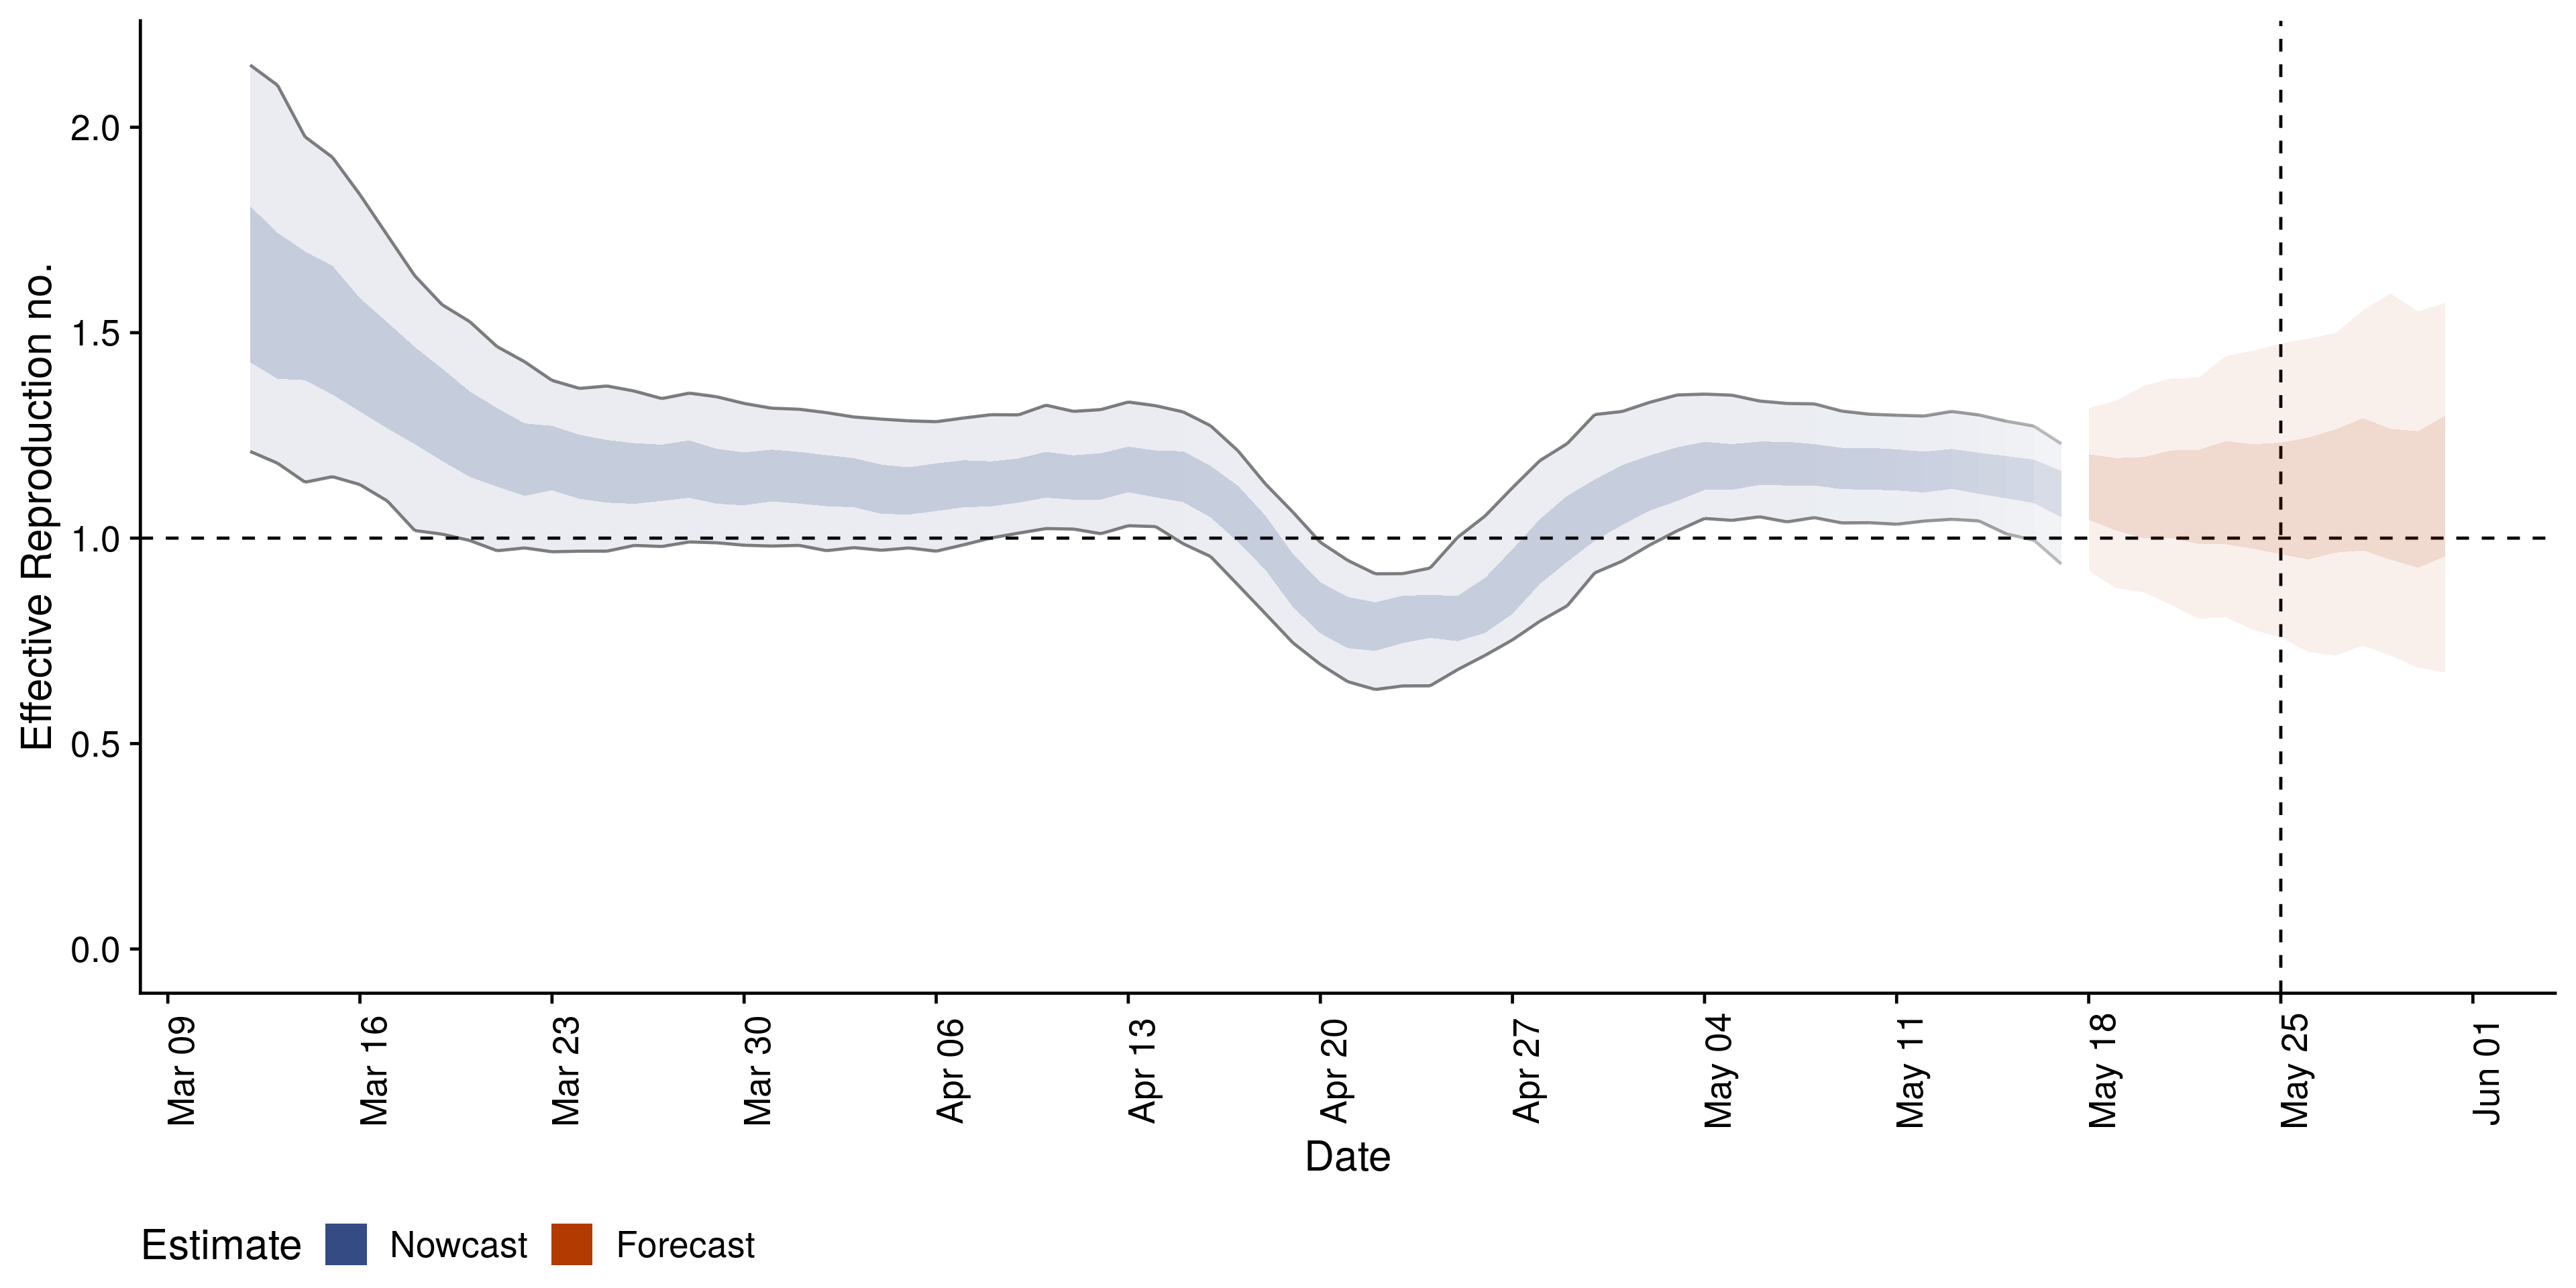 Effective Reproduction no.
2.0
1.5
1.0
0.5
0.0
Mar 09
Mar 16
Mar 23
Mar 30
Apr 06
Apr 13
Apr 20
Apr 27
May 04
May 11
May 18
May 25
Jun 01
Date
Estimate Nowcast Forecast